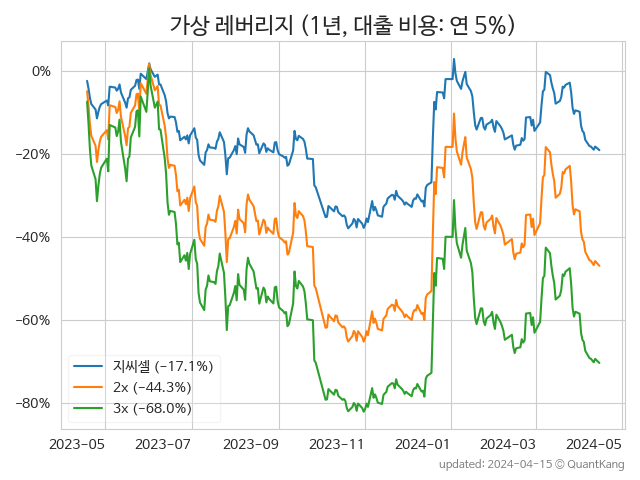 가상 레버리지 (1년, 대출 비용: 연 5%)
0%
−20%
−40%
−60%
−80%
지씨셀 (−17.1%)
2x (−44.3%)
3x (−68.0%)
2023-05 2023-07 2023-09 2023-11 2024-01 2024-03 2024-05
updated: 2024-04-15 © QuantKang